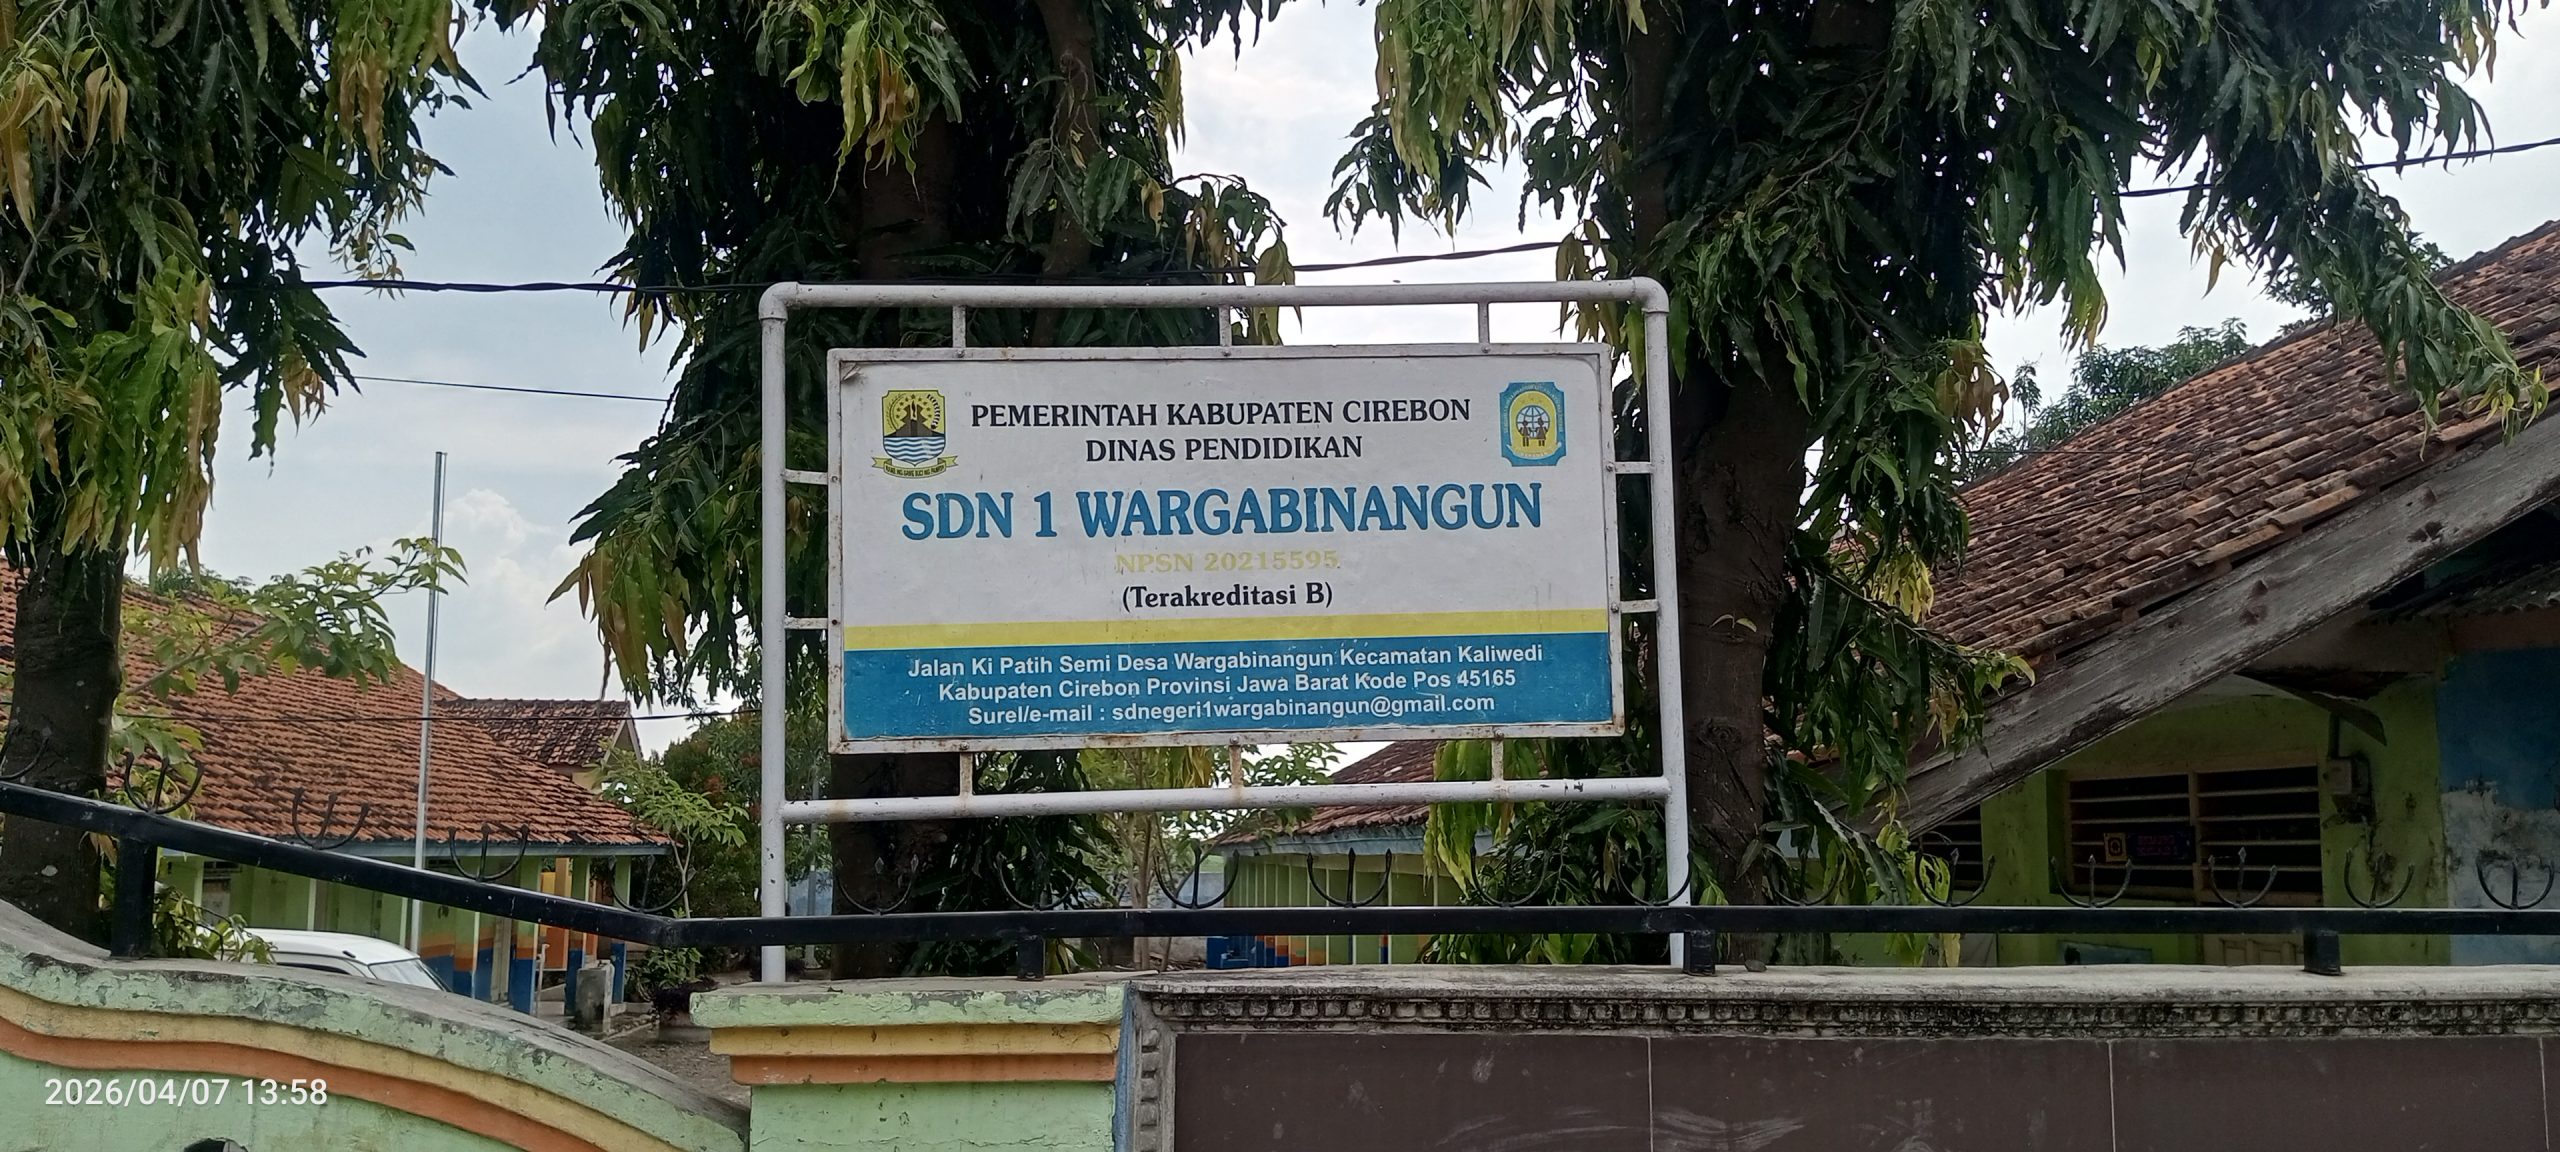 PEMERINTAH KABUPATEN CIREBON
DINAS PENDIDIKAN
SDN 1 WARGABINANGUN
NPSN 20215595
(Terakreditasi B)
Jalan Ki Patih Semi Desa Wargabinangun Kecamatan Kaliwedi
Kabupaten Cirebon Provinsi Jawa Barat Kode Pos 45165
Surel/e-mail : sdnegeri1wargabinangun@gmail.com
2026/04/07 13:58